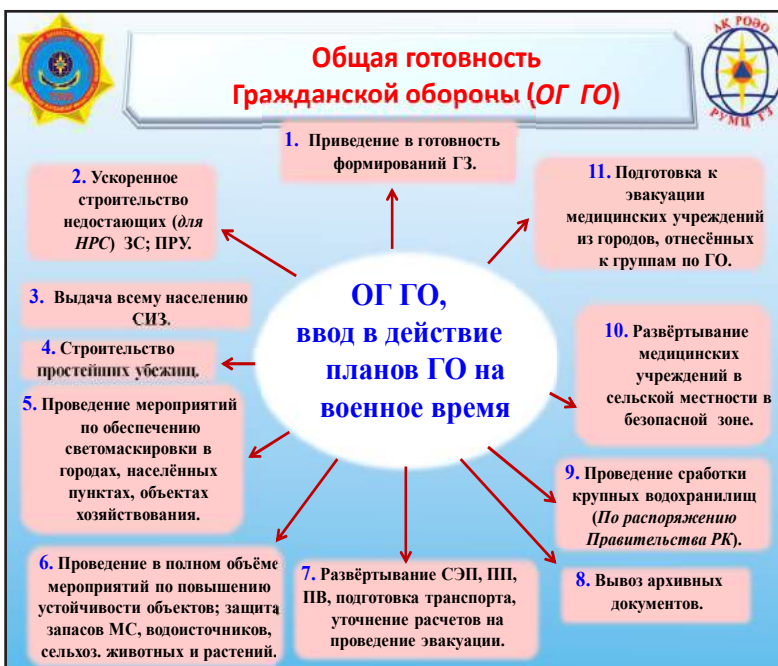 АҚ РОЭО
РУМЦ ГЗ
Общая готовность
Гражданской обороны (ОГ ГО)
1. Приведение в готовность
формирований ГЗ.
2. Ускоренное
строительство
недостающих (для
НРС) ЗС; ПРУ.
3. Выдача всему населению
СИЗ.
4. Строительство
простейших убежищ.
5. Проведение мероприятий
по обеспечению
светомаскировки в
городах, населённых
пунктах, объектах
хозяйствования.
6. Проведение в полном объёме
мероприятий по повышению
устойчивости объектов; защита
запасов МС, водоисточников,
сельхоз. животных и растений.
7. Развёртывание СЭП, ПП,
ПВ, подготовка транспорта,
уточнение расчетов на
проведение эвакуации.
8. Вывоз архивных
документов.
9. Проведение сработки
крупных водохранилищ
(По распоряжению
Правительства РК).
10. Развёртывание
медицинских
учреждений в
сельской местности в
безопасной зоне.
11. Подготовка к
эвакуации
медицинских учреждений
из городов, отнесённых
к группам по ГО.
ОГ ГО,
ввод в действие
планов ГО на
военное время